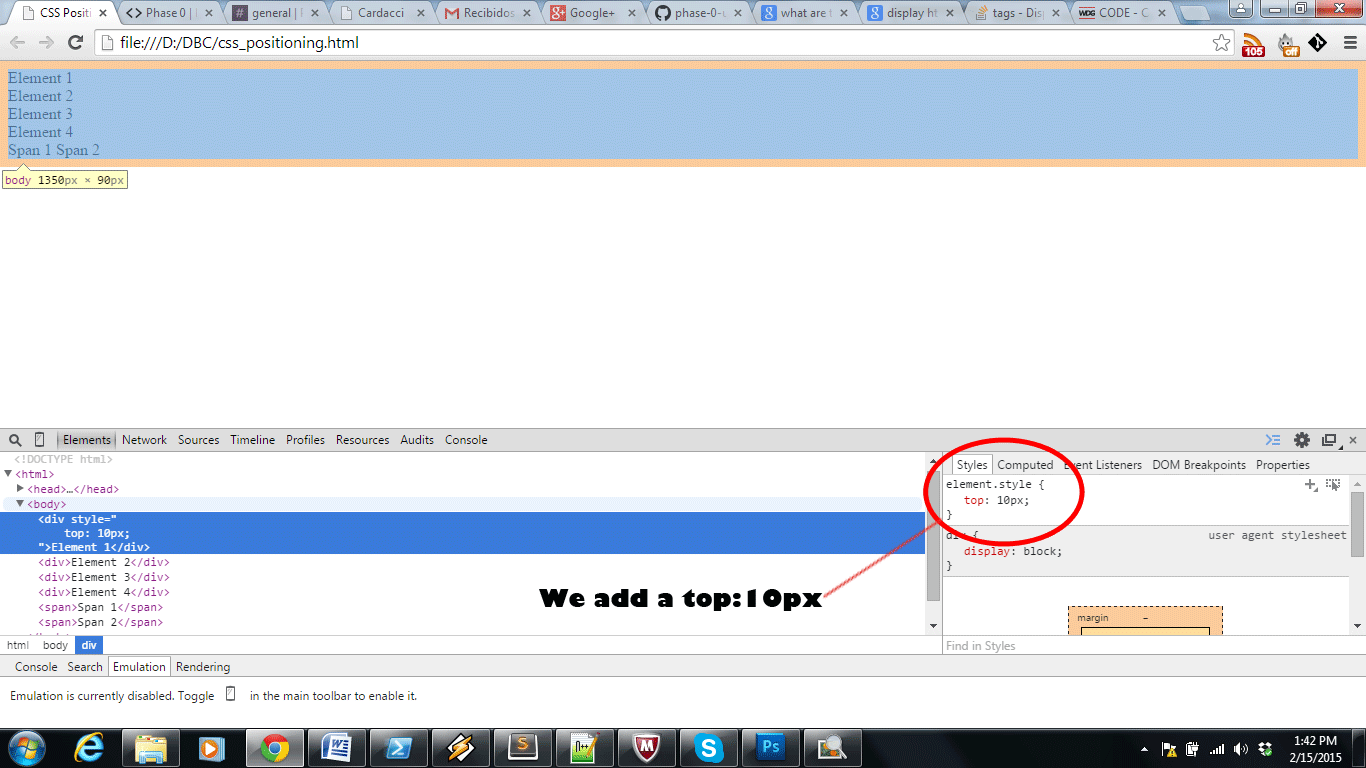 CSS Positi
Phase 0 |
general |
Cardacci
Recibidos
Google+
phase-0-u
what are t
display ht
tags - Dis
WDG CODE - C
file:///D:/DBC/css_positioning.html
105
off
Element 1
Element 2
Element 3
Element 4
Span 1 Span 2
body 1350px × 90px
Elements Network Sources Timeline Profiles Resources Audits Console
<!DOCTYPE html>
<html>
<head>…</head>
<body>
<div style="
top: 10px;
">Element 1</div>
<div>Element 2</div>
<div>Element 3</div>
<div>Element 4</div>
<span>Span 1</span>
<span>Span 2</span>
html body div
Styles Computed Event Listeners DOM Breakpoints Properties
element.style {
top: 10px;
}
div { user agent stylesheet
display: block;
}
margin –
Find in Styles
We add a top:10px
Console Search Emulation Rendering
Emulation is currently disabled. Toggle in the main toolbar to enable it.
Ps
1:42 PM
2/15/2015